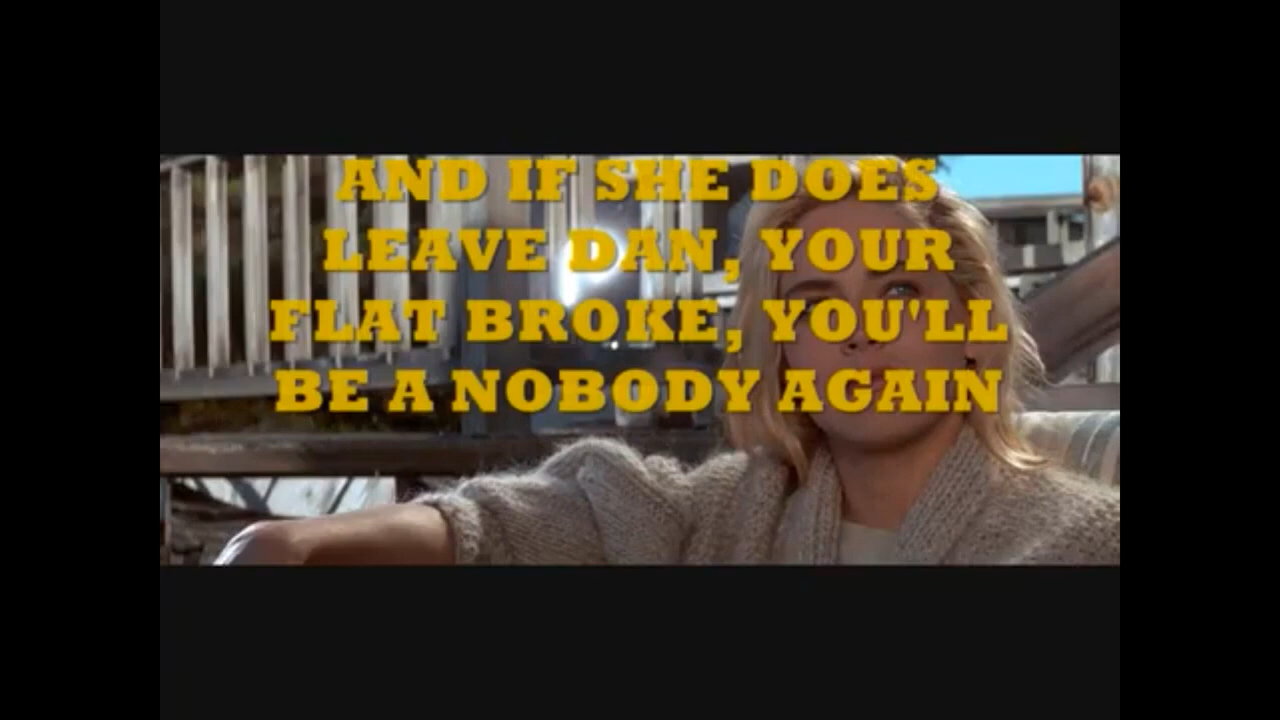 AND IF SHE DOES
LEAVE DAN, YOUR
FLAT BROKE, YOU'LL
BE A NOBODY AGAIN